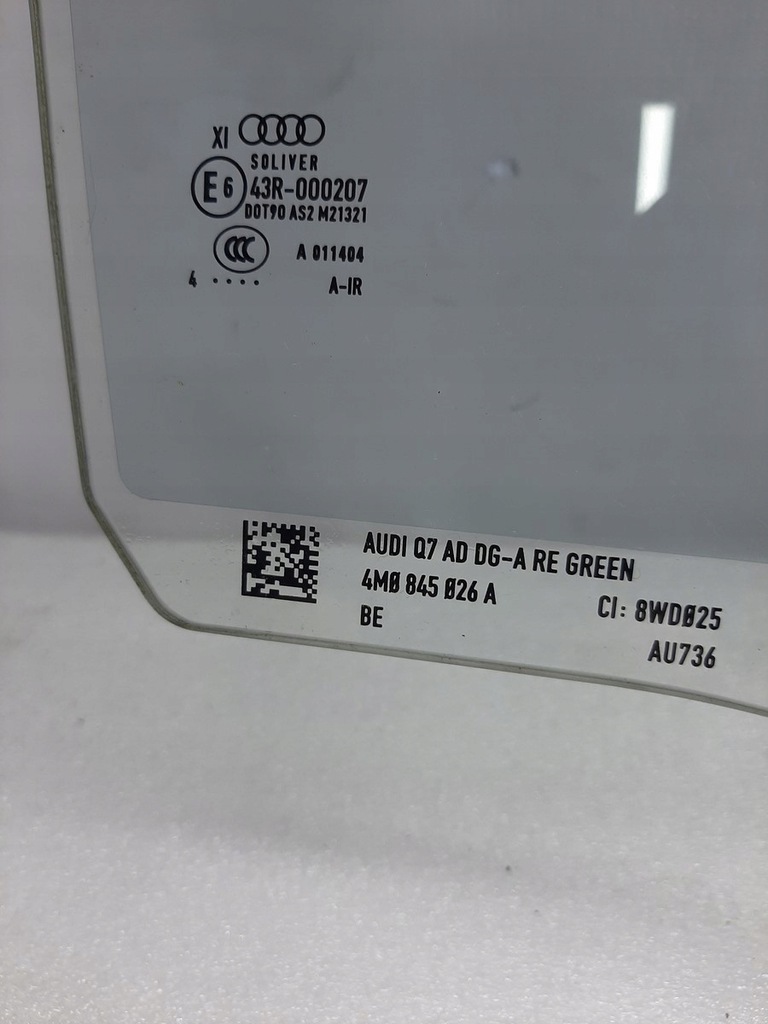 XI
SOLIVER
E6 43R-000207
DOT90 AS2 M21321
CCC A 011404
4 .... A-IR
AUDI Q7 AD DG-A RE GREEN
4M0 845 026 A
CI: 8WD025
BE
AU736